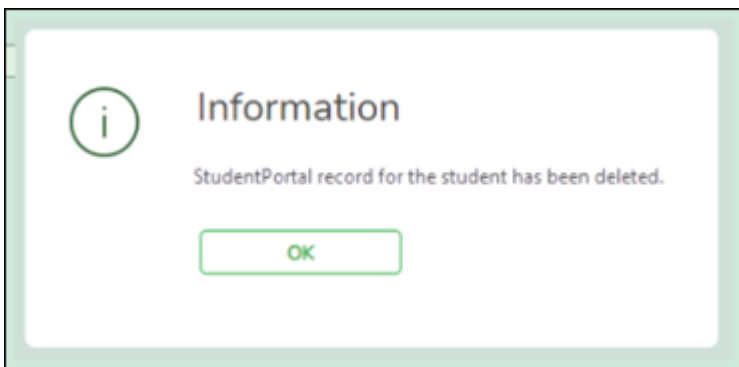 i
Information
StudentPortal record for the student has been deleted.
OK